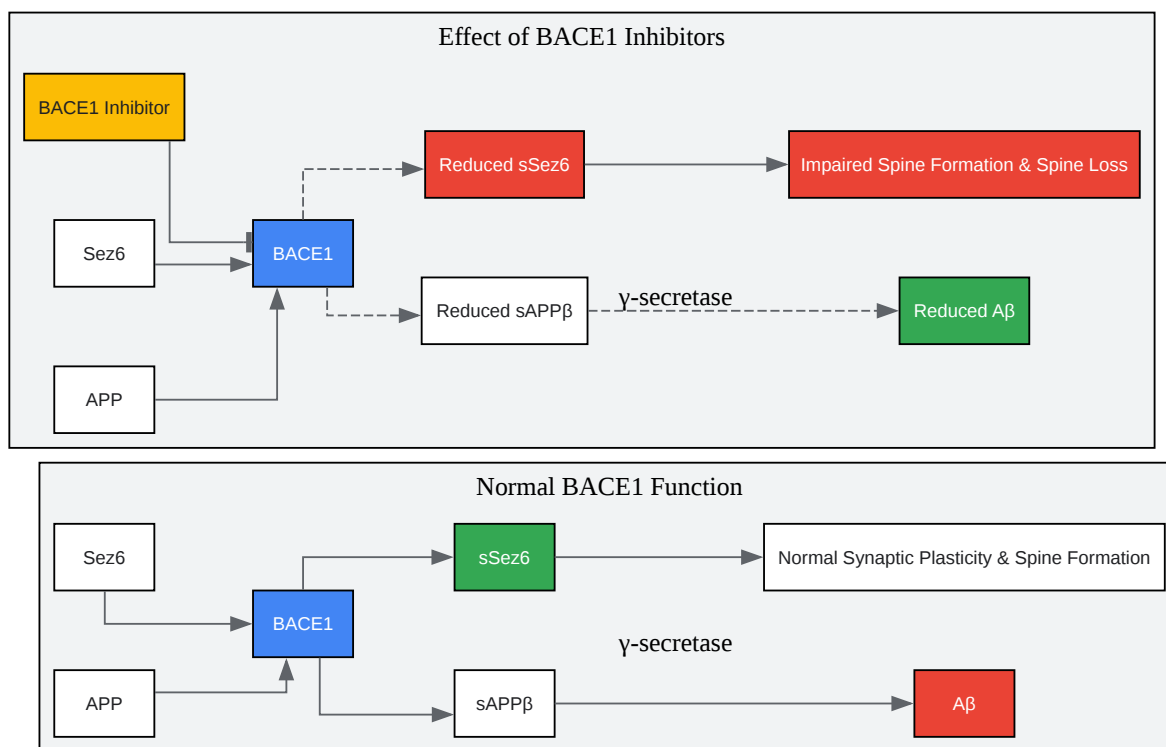 Effect of BACE1 Inhibitors
BACE1 Inhibitor
Reduced sSez6
Impaired Spine Formation & Spine Loss
Sez6
BACE1
Reduced sAPPβ
γ-secretase
Reduced Aβ
APP
Normal BACE1 Function
Sez6
sSez6
Normal Synaptic Plasticity & Spine Formation
BACE1
γ-secretase
APP
sAPPβ
Aβ